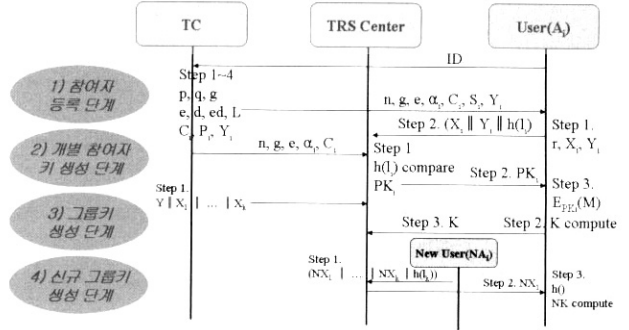 TC
TRS Center
User(Aᵢ)
ID
1) 참여자
등록 단계
Step 1~4
p, q, g
e, d, ed, L
C, Pᵢ, Yᵢ
n, g, e, αᵢ, Cᵢ, Sᵢ, Yᵢ
Step 2. (Xᵢ ∥ Yᵢ ∥ h(Iᵢ)
Step 1.
r, Xᵢ, Yᵢ
2) 개별 참여자
키 생성 단계
n, g, e, αᵢ, Cᵢ
Step 1
h(Iᵢ) compare
PKᵢ
Step 2. PKᵢ
Step 3.
E_PKᵢ(M)
3) 그룹키
생성 단계
Step 1.
Y ∥ Xᵢ ∥ … ∥ Xₖ
Step 3. K
Step 2. K compute
New User(NAᵢ)
4) 신규 그룹키
생성 단계
Step 1.
(NXᵢ ∥ … ∥ NXₖ ∥ h(Iₖ))
Step 2. NXᵢ
Step 3.
h()
NK compute